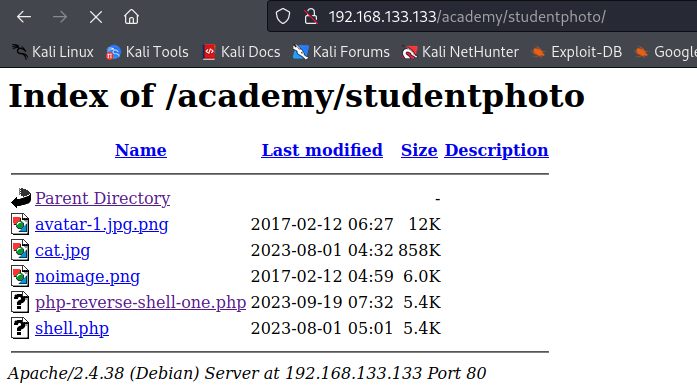 192.168.133.133/academy/studentphoto/
Kali Linux Kali Tools Kali Docs Kali Forums Kali NetHunter Exploit-DB Google
Index of /academy/studentphoto
Name Last modified Size Description
Parent Directory -
avatar-1.jpg.png 2017-02-12 06:27 12K
cat.jpg 2023-08-01 04:32 858K
noimage.png 2017-02-12 04:59 6.0K
php-reverse-shell-one.php 2023-09-19 07:32 5.4K
shell.php 2023-08-01 05:01 5.4K
Apache/2.4.38 (Debian) Server at 192.168.133.133 Port 80